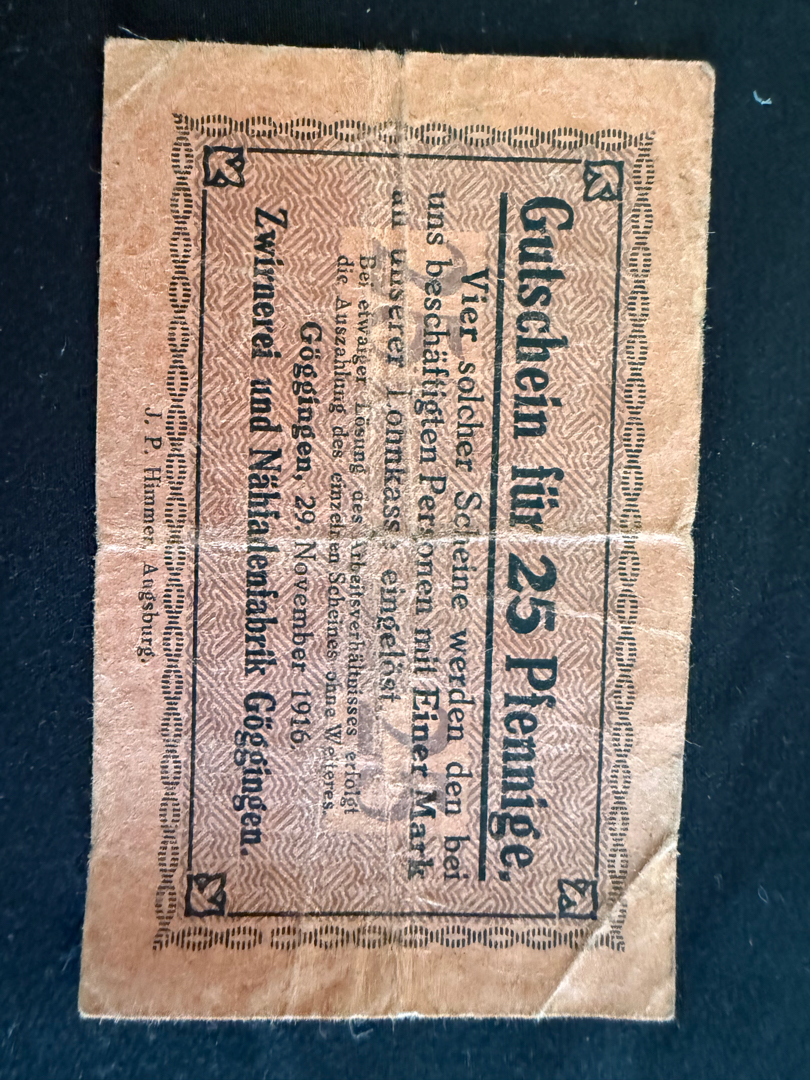 Gutschein für 25 Pfennige,
Vier solcher Scheine werden den bei
uns beschäftigten Personen mit Einer Mark
an unserer Lohnkasse eingelöst.
Bei etwaiger Lösung des Arbeitsverhältnisses erfolgt
die Auszahlung des einzelnen Scheines ohne Weiteres.
Göggingen, 29. November 1916.
Zwirnerei und Nähfadenfabrik Göggingen.
J. P. Himmer, Augsburg.